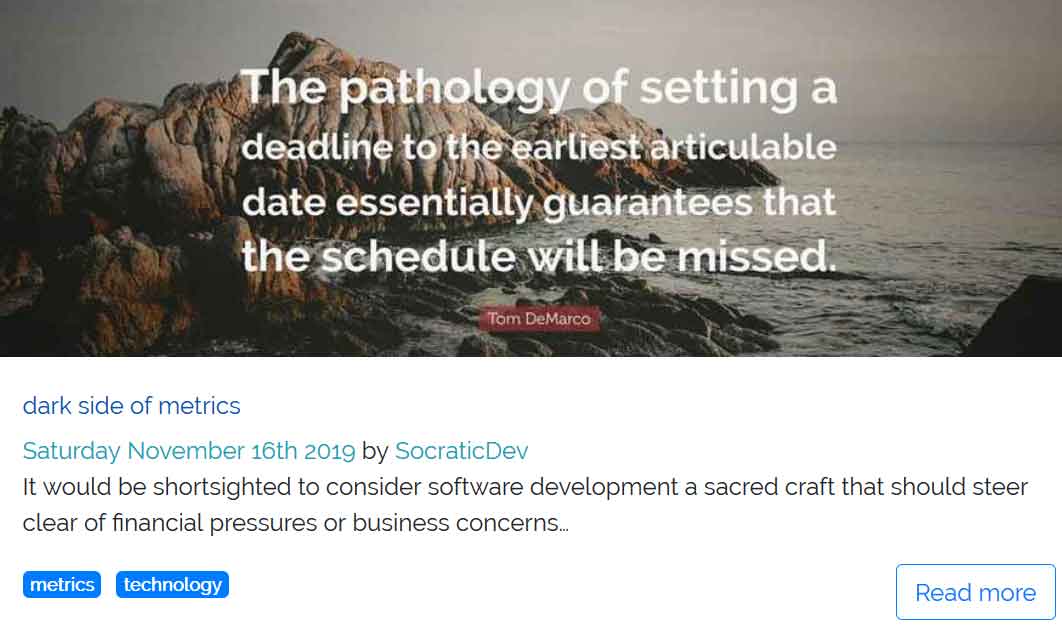 The pathology of setting a
deadline to the earliest articulable
date essentially guarantees that
the schedule will be missed.
Tom DeMarco
dark side of metrics
Saturday November 16th 2019 by SocraticDev
It would be shortsighted to consider software development a sacred craft that should steer
clear of financial pressures or business concerns…
metrics technology
Read more